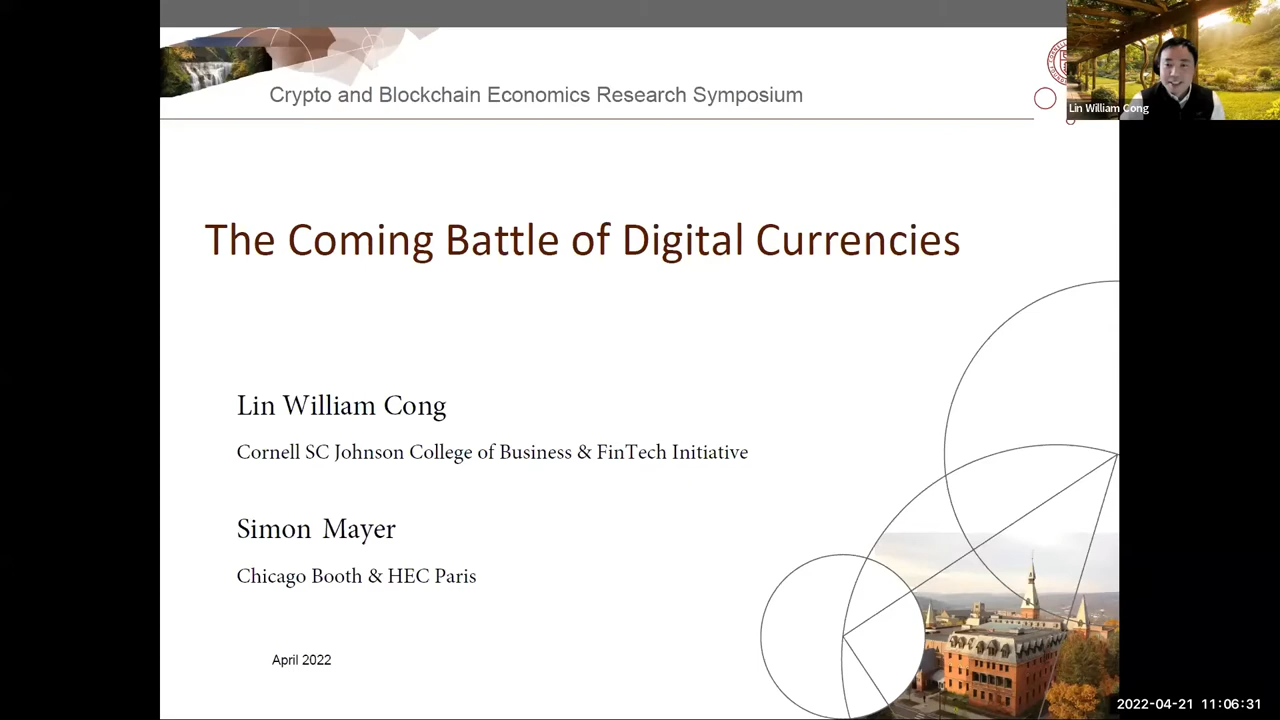 Crypto and Blockchain Economics Research Symposium
Lin William Cong
The Coming Battle of Digital Currencies
Lin William Cong
Cornell SC Johnson College of Business & FinTech Initiative
Simon Mayer
Chicago Booth & HEC Paris
April 2022
2022-04-21 11:06:31